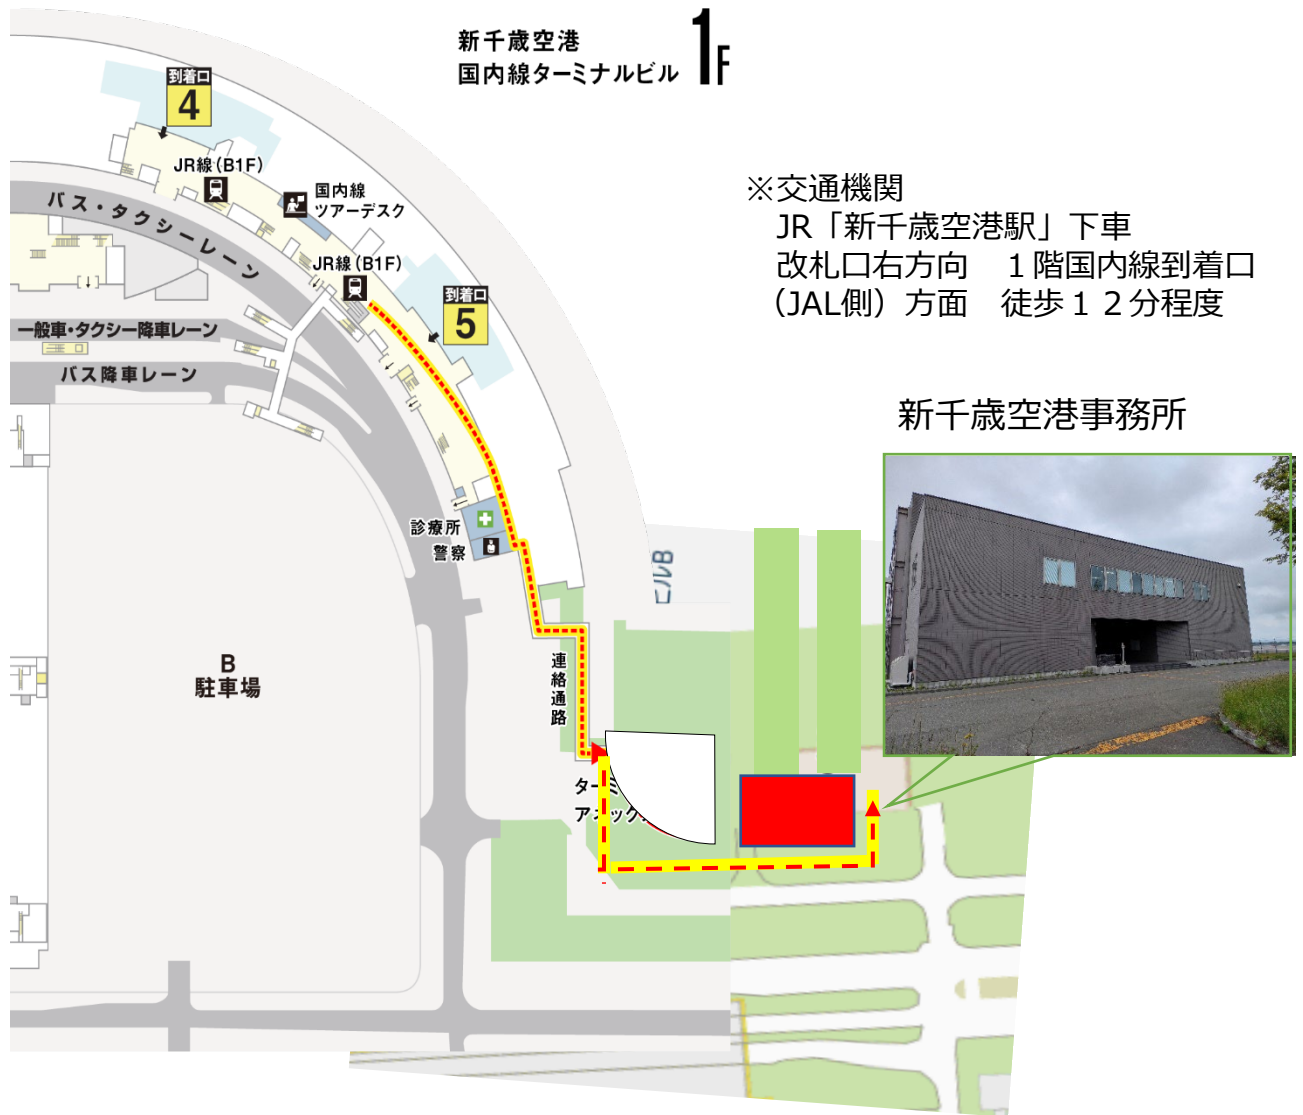 新千歳空港
国内線ターミナルビル
1F
到着口
4
JR線(B1F)
国内線
ツアーデスク
バス・タクシーレーン
JR線(B1F)
到着口
5
※交通機関
JR「新千歳空港駅」下車
改札口右方向　１階国内線到着口
（JAL側）方面　徒歩１２分程度
一般車・タクシー降車レーン
バス降車レーン
新千歳空港事務所
診療所
警察
ビルB
連絡通路
B
駐車場
ターミ
アネック